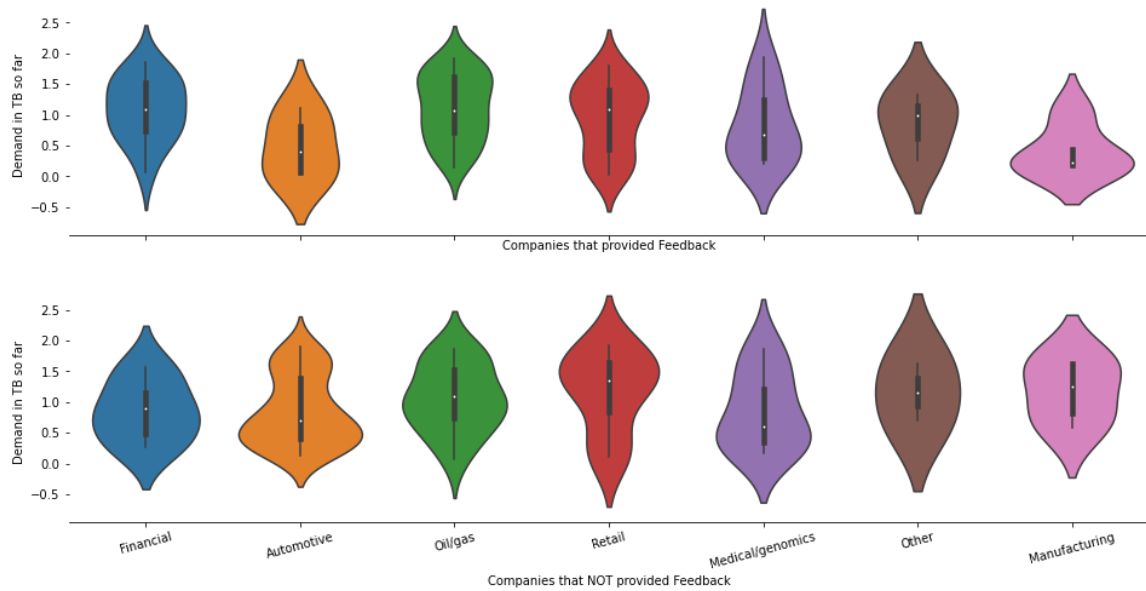 2.5
2.0
1.5
1.0
0.5
0.0
−0.5
Demand in TB so far
Companies that provided Feedback
2.5
2.0
1.5
1.0
0.5
0.0
−0.5
Demand in TB so far
Financial
Automotive
Oil/gas
Retail
Medical/genomics
Other
Manufacturing
Companies that NOT provided Feedback